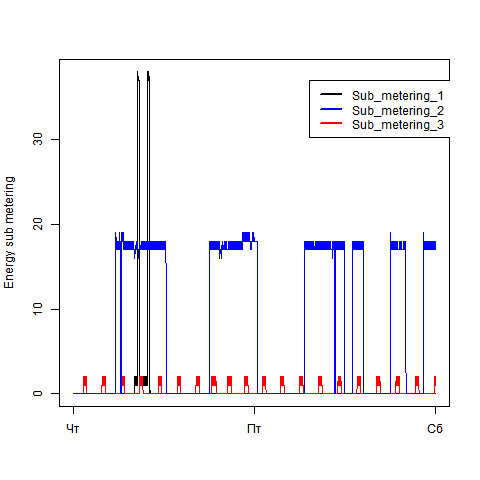 Sub_metering_1
Sub_metering_2
Sub_metering_3
Energy sub metering
30
20
10
0
Чт
Пт
Сб